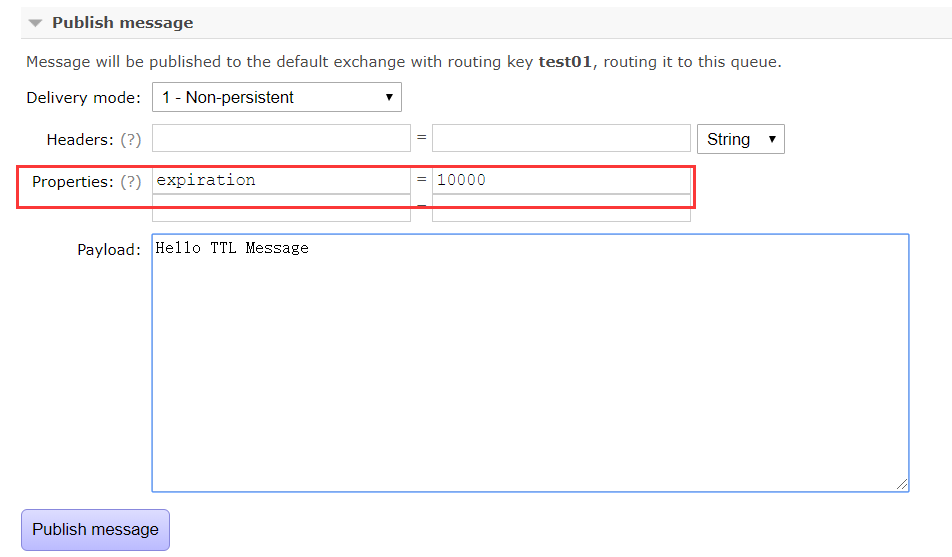 Publish message
Message will be published to the default exchange with routing key test01, routing it to this queue.
Delivery mode: 1 - Non-persistent
Headers: (?) = String
Properties: (?) expiration = 10000
=
Payload: Hello TTL Message
Publish message